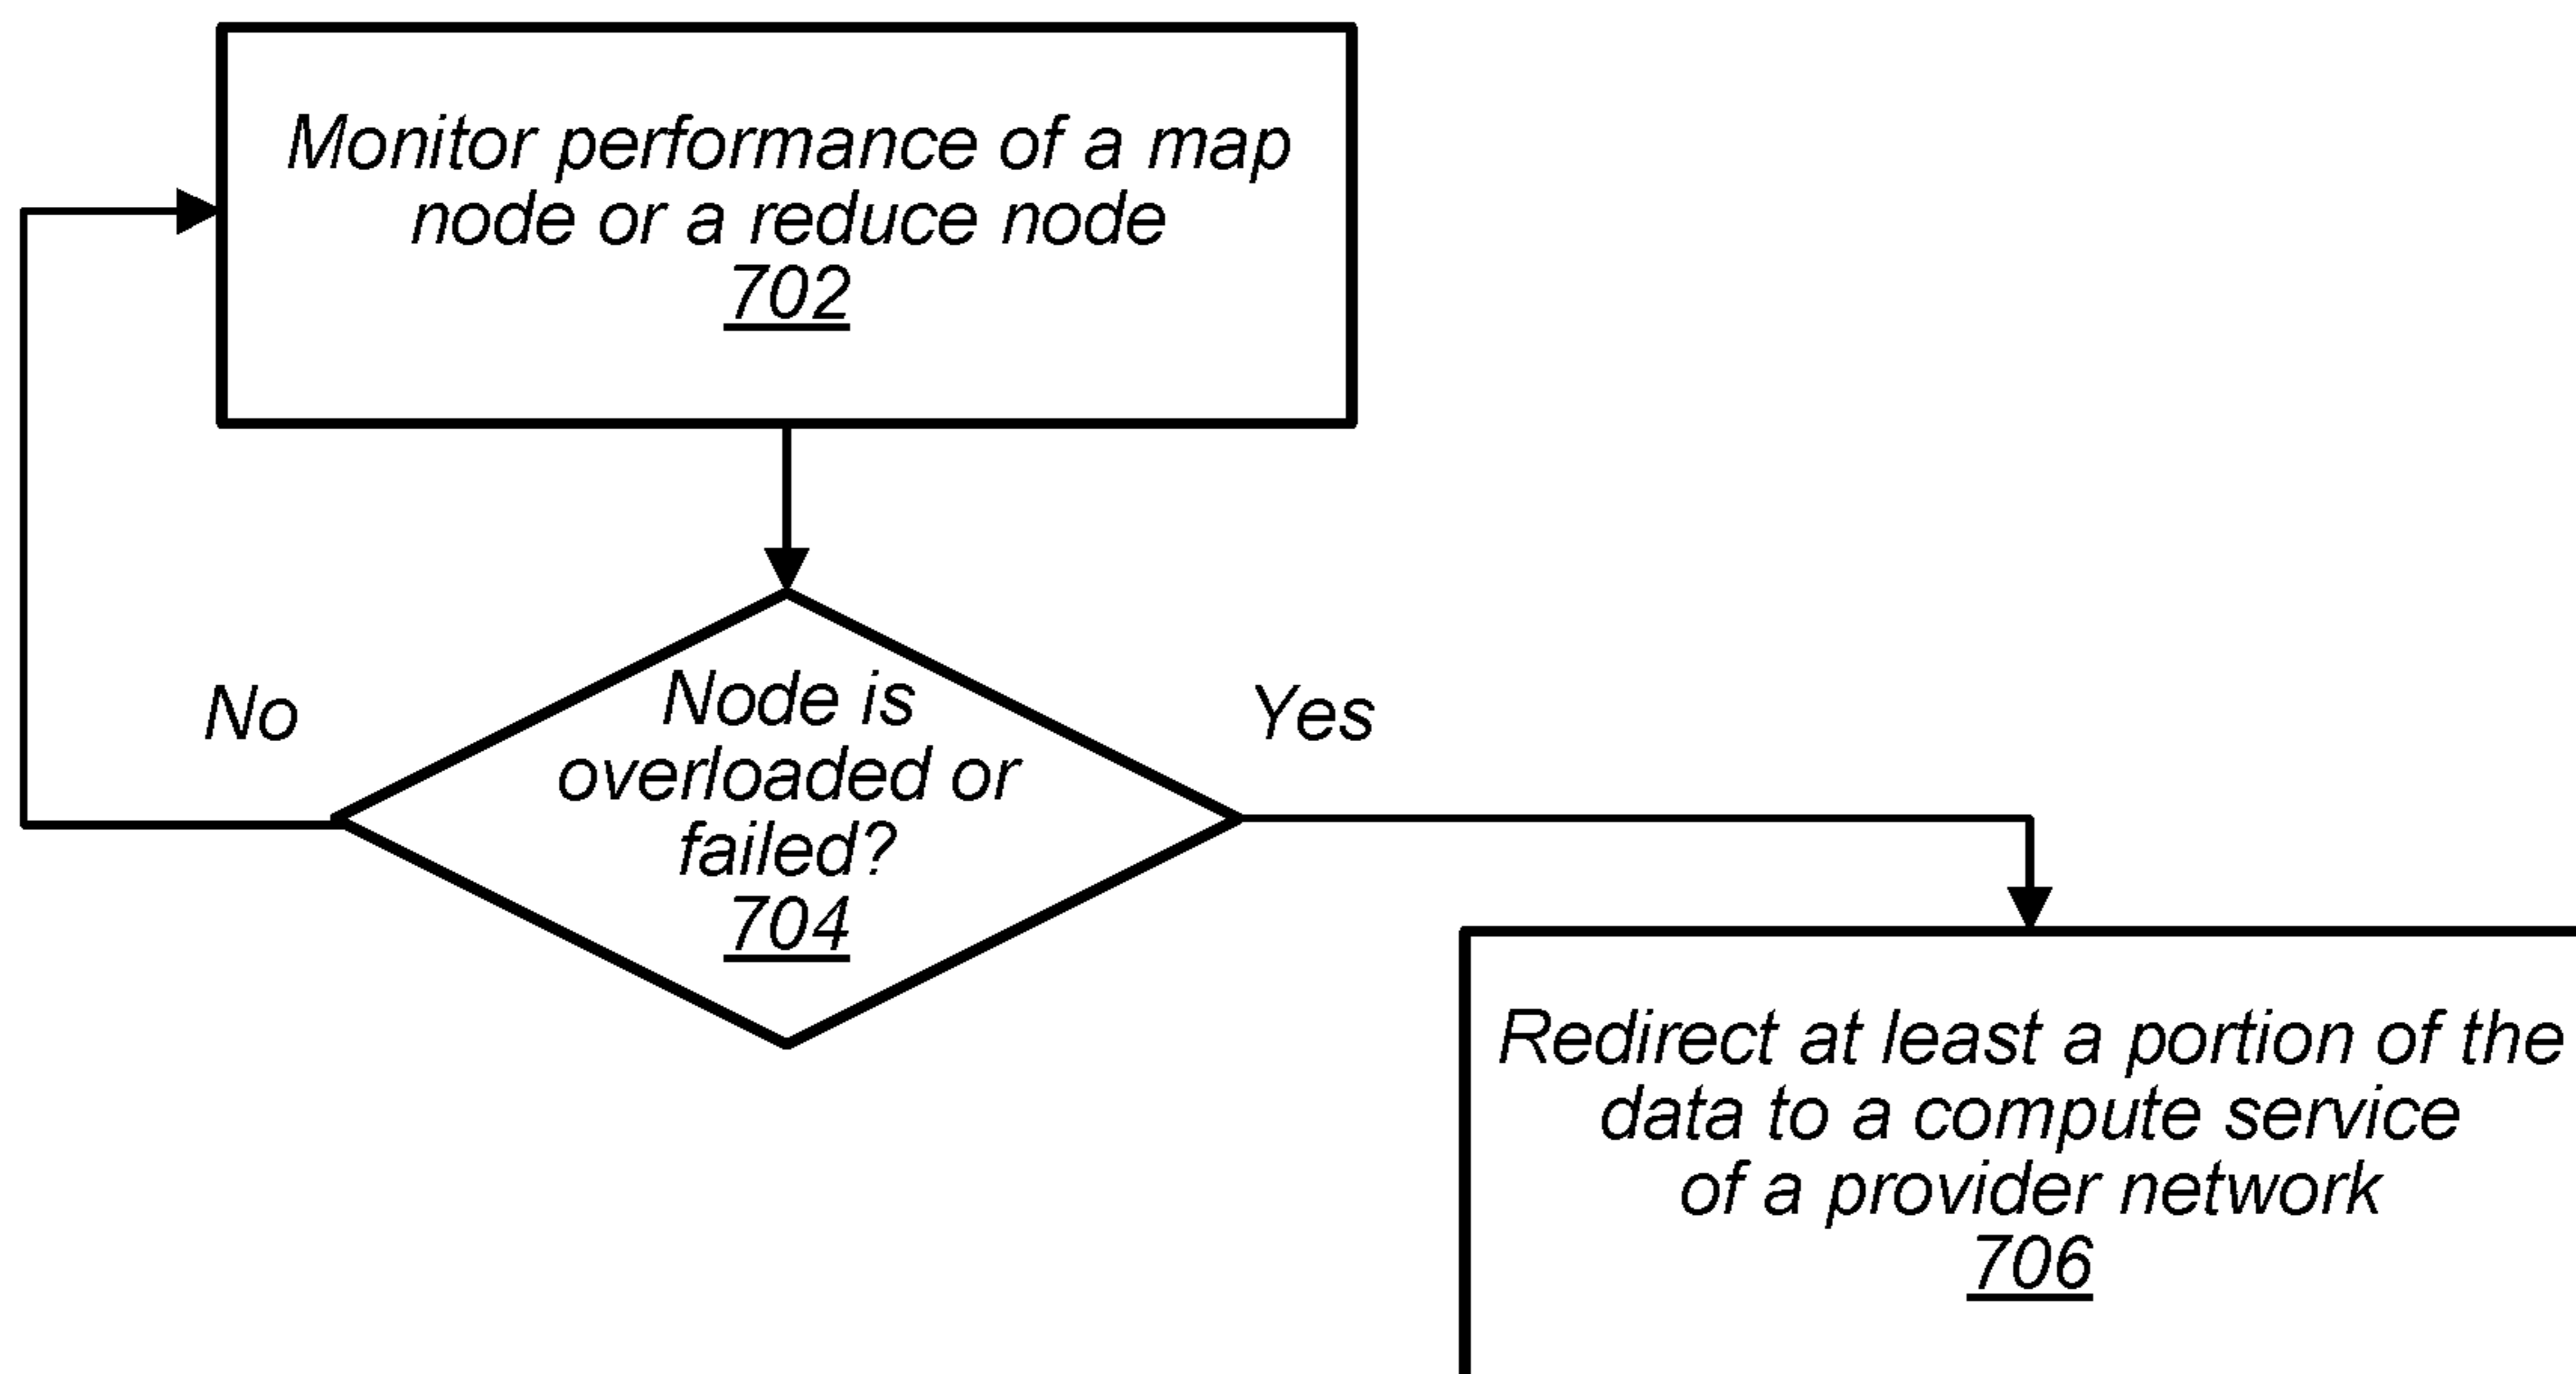 Monitor performance of a map
node or a reduce node
702
No
Node is
overloaded or
failed?
704
Yes
Redirect at least a portion of the
data to a compute service
of a provider network
706